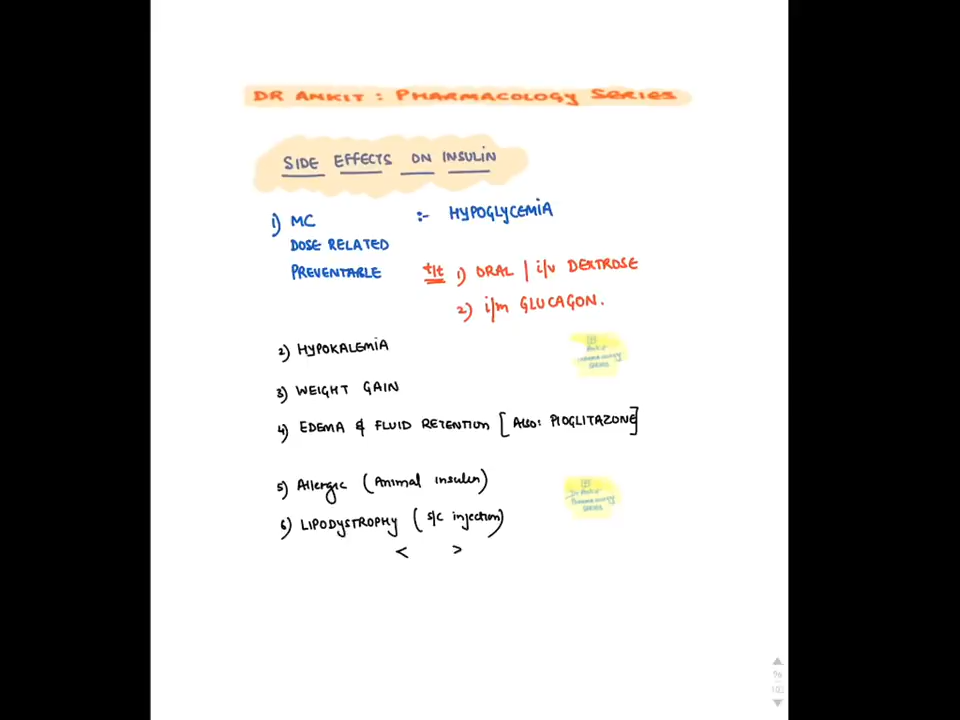 DR ANKIT : PHARMACOLOGY SERIES
SIDE EFFECTS ON INSULIN
1) MC :- HYPOGLYCEMIA
DOSE RELATED
PREVENTABLE t/t 1) ORAL | i/v DEXTROSE
2) i/m GLUCAGON.
2) HYPOKALEMIA
3) WEIGHT GAIN
4) EDEMA & FLUID RETENTION [Also: PIOGLITAZONE]
5) Allergic (Animal insulin)
6) LIPODYSTROPHY (s/c injection)
< >